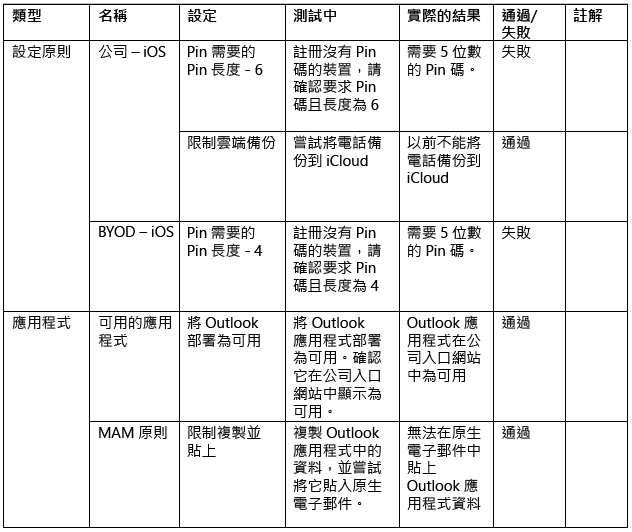 類型
名稱
設定
測試中
實際的結果
通過/
失敗
註解
設定原則
公司 – iOS
Pin 需要的
Pin 長度 - 6
註冊沒有 Pin
碼的裝置，請
確認要求 Pin
碼且長度為 6
需要 5 位數
的 Pin 碼。
失敗
限制雲端備份
嘗試將電話備
份到 iCloud
以前不能將
電話備份到
iCloud
通過
BYOD – iOS
Pin 需要的
Pin 長度 - 4
註冊沒有 Pin
碼的裝置，請
確認要求 Pin
碼且長度為 4
需要 5 位數
的 Pin 碼。
失敗
應用程式
可用的應用
程式
將 Outlook
部署為可用
將 Outlook
應用程式部署
為可用。確認
它在公司入口
網站中顯示為
可用。
Outlook 應
用程式在公
司入口網站
中為可用
通過
MAM 原則
限制複製並
貼上
複製 Outlook
應用程式中的
資料，並嘗試
將它貼入原生
電子郵件。
無法在原生
電子郵件中
貼上
Outlook 應
用程式資料
通過